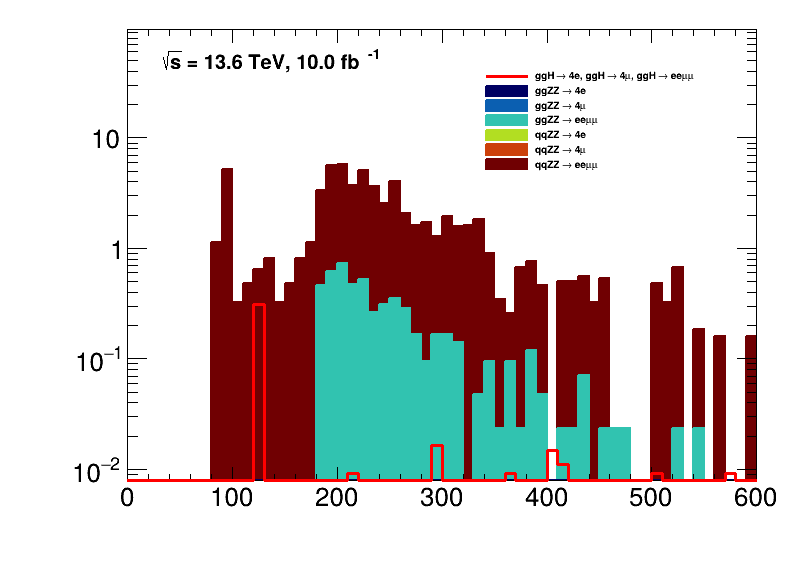 √s = 13.6 TeV, 10.0 fb⁻¹
ggH → 4e, ggH → 4μ, ggH → eeμμ
ggZZ → 4e
ggZZ → 4μ
ggZZ → eeμμ
qqZZ → 4e
qqZZ → 4μ
qqZZ → eeμμ
10
1
10⁻¹
10⁻²
0 100 200 300 400 500 600